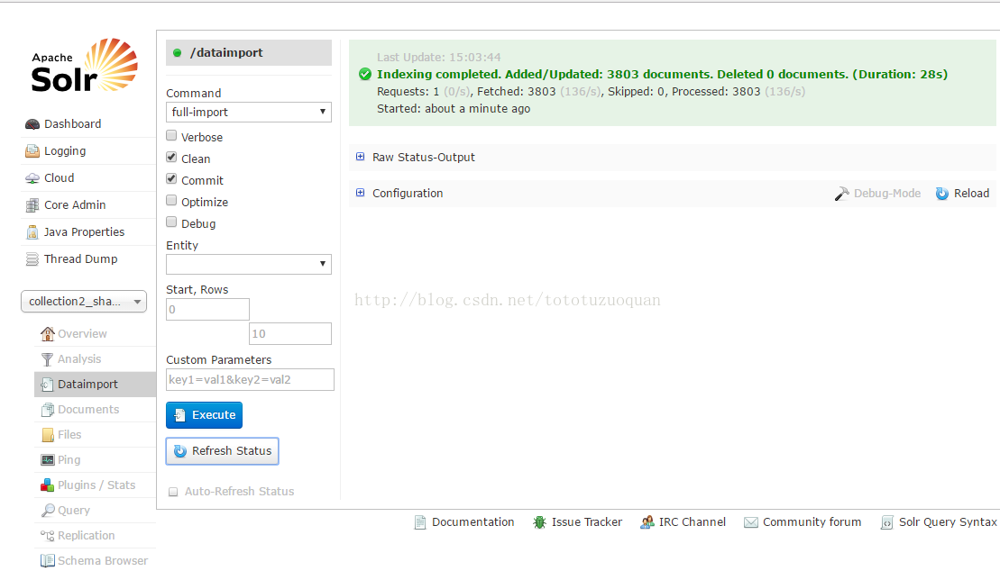 Apache
Solr
Dashboard
Logging
Cloud
Core Admin
Java Properties
Thread Dump
collection2_sha...
Overview
Analysis
Dataimport
Documents
Files
Ping
Plugins / Stats
Query
Replication
Schema Browser
/dataimport
Command
full-import
Verbose
Clean
Commit
Optimize
Debug
Entity
Start, Rows
0
10
Custom Parameters
key1=val1&key2=val2
Execute
Refresh Status
Auto-Refresh Status
Last Update: 15:03:44
Indexing completed. Added/Updated: 3803 documents. Deleted 0 documents. (Duration: 28s)
Requests: 1 (0/s), Fetched: 3803 (136/s), Skipped: 0, Processed: 3803 (136/s)
Started: about a minute ago
Raw Status-Output
Configuration
Debug-Mode
Reload
http://blog.csdn.net/tototuzuoquan
Documentation
Issue Tracker
IRC Channel
Community forum
Solr Query Syntax